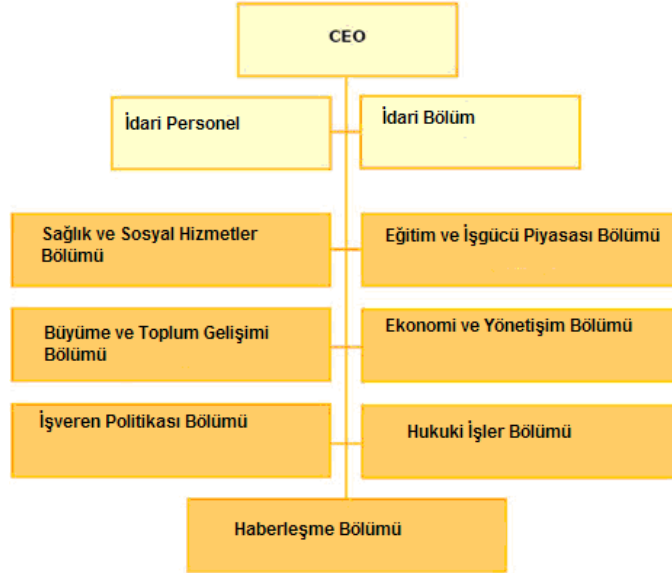 CEO
İdari Personel
İdari Bölüm
Sağlık ve Sosyal Hizmetler
Bölümü
Eğitim ve İşgücü Piyasası Bölümü
Büyüme ve Toplum Gelişimi
Bölümü
Ekonomi ve Yönetişim Bölümü
İşveren Politikası Bölümü
Hukuki İşler Bölümü
Haberleşme Bölümü